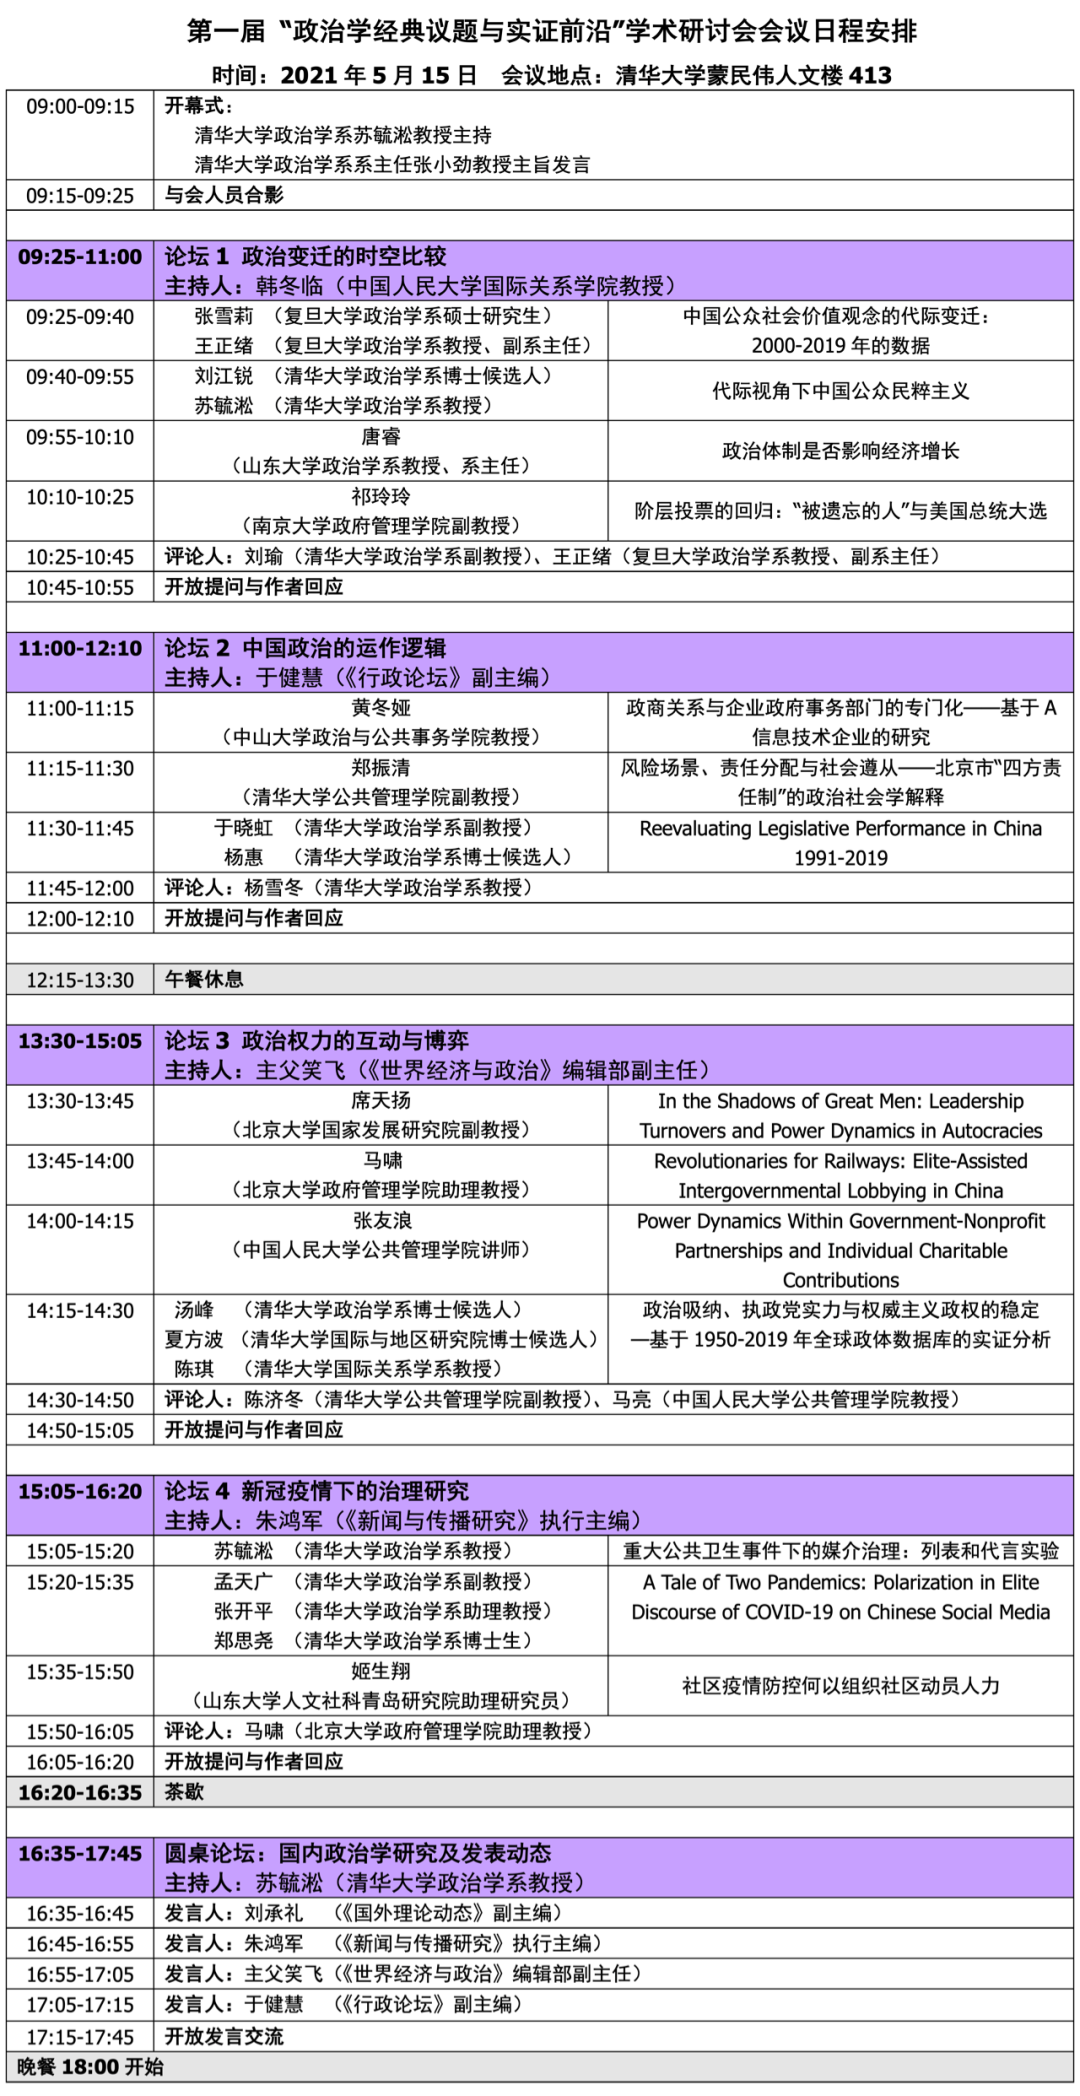 第一届“政治学经典议题与实证前沿”学术研讨会会议日程安排
时间：2021 年 5 月 15 日 会议地点：清华大学蒙民伟人文楼 413
09:00-09:15 开幕式：
清华大学政治学系苏毓淞教授主持
清华大学政治学系系主任张小劲教授主旨发言
09:15-09:25 与会人员合影
09:25-11:00 论坛 1 政治变迁的时空比较
主持人：韩冬临（中国人民大学国际关系学院教授）
09:25-09:40 张雪莉 （复旦大学政治学系硕士研究生） 中国公众社会价值观念的代际变迁：
王正绪 （复旦大学政治学系教授、副系主任） 2000-2019 年的数据
09:40-09:55 刘江锐 （清华大学政治学系博士候选人）
苏毓淞 （清华大学政治学系教授） 代际视角下中国公众民粹主义
09:55-10:10 唐睿
（山东大学政治学系教授、系主任） 政治体制是否影响经济增长
10:10-10:25 祁玲玲
（南京大学政府管理学院副教授） 阶层投票的回归：“被遗忘的人”与美国总统大选
10:25-10:45 评论人：刘瑜（清华大学政治学系副教授）、王正绪（复旦大学政治学系教授、副系主任）
10:45-10:55 开放提问与作者回应
11:00-12:10 论坛 2 中国政治的运作逻辑
主持人：于健慧（《行政论坛》副主编）
11:00-11:15 黄冬娅 政商关系与企业政府事务部门的专门化——基于 A
（中山大学政治与公共事务学院教授） 信息技术企业的研究
11:15-11:30 郑振清 风险场景、责任分配与社会遵从——北京市“四方责
（清华大学公共管理学院副教授） 任制”的政治社会学解释
11:30-11:45 于晓虹 （清华大学政治学系副教授） Reevaluating Legislative Performance in China
杨惠 （清华大学政治学系博士候选人） 1991-2019
11:45-12:00 评论人：杨雪冬（清华大学政治学系教授）
12:00-12:10 开放提问与作者回应
12:15-13:30 午餐休息
13:30-15:05 论坛 3 政治权力的互动与博弈
主持人：主父笑飞（《世界经济与政治》编辑部副主任）
13:30-13:45 席天扬 In the Shadows of Great Men: Leadership
（北京大学国家发展研究院副教授） Turnovers and Power Dynamics in Autocracies
13:45-14:00 马啸 Revolutionaries for Railways: Elite-Assisted
（北京大学政府管理学院助理教授） Intergovernmental Lobbying in China
14:00-14:15 张友浪 Power Dynamics Within Government-Nonprofit
（中国人民大学公共管理学院讲师） Partnerships and Individual Charitable
Contributions
14:15-14:30 汤峰 （清华大学政治学系博士候选人） 政治吸纳、执政党实力与权威主义政权的稳定
夏方波 （清华大学国际与地区研究院博士候选人） —基于 1950-2019 年全球政体数据库的实证分析
陈琪 （清华大学国际关系学系教授）
14:30-14:50 评论人：陈济冬（清华大学公共管理学院副教授）、马亮（中国人民大学公共管理学院教授）
14:50-15:05 开放提问与作者回应
15:05-16:20 论坛 4 新冠疫情下的治理研究
主持人：朱鸿军（《新闻与传播研究》执行主编）
15:05-15:20 苏毓淞 （清华大学政治学系教授） 重大公共卫生事件下的媒介治理：列表和代言实验
15:20-15:35 孟天广 （清华大学政治学系副教授） A Tale of Two Pandemics: Polarization in Elite
张开平 （清华大学政治学系助理教授） Discourse of COVID-19 on Chinese Social Media
郑思尧 （清华大学政治学系博士生）
15:35-15:50 姬生翔
（山东大学人文社科青岛研究院助理研究员） 社区疫情防控何以组织社区动员人力
15:50-16:05 评论人：马啸（北京大学政府管理学院助理教授）
16:05-16:20 开放提问与作者回应
16:20-16:35 茶歇
16:35-17:45 圆桌论坛：国内政治学研究及发表动态
主持人：苏毓淞（清华大学政治学系教授）
16:35-16:45 发言人：刘承礼 （《国外理论动态》副主编）
16:45-16:55 发言人：朱鸿军 （《新闻与传播研究》执行主编）
16:55-17:05 发言人：主父笑飞（《世界经济与政治》编辑部副主任）
17:05-17:15 发言人：于健慧 （《行政论坛》副主编）
17:15-17:45 开放发言交流
晚餐 18:00 开始